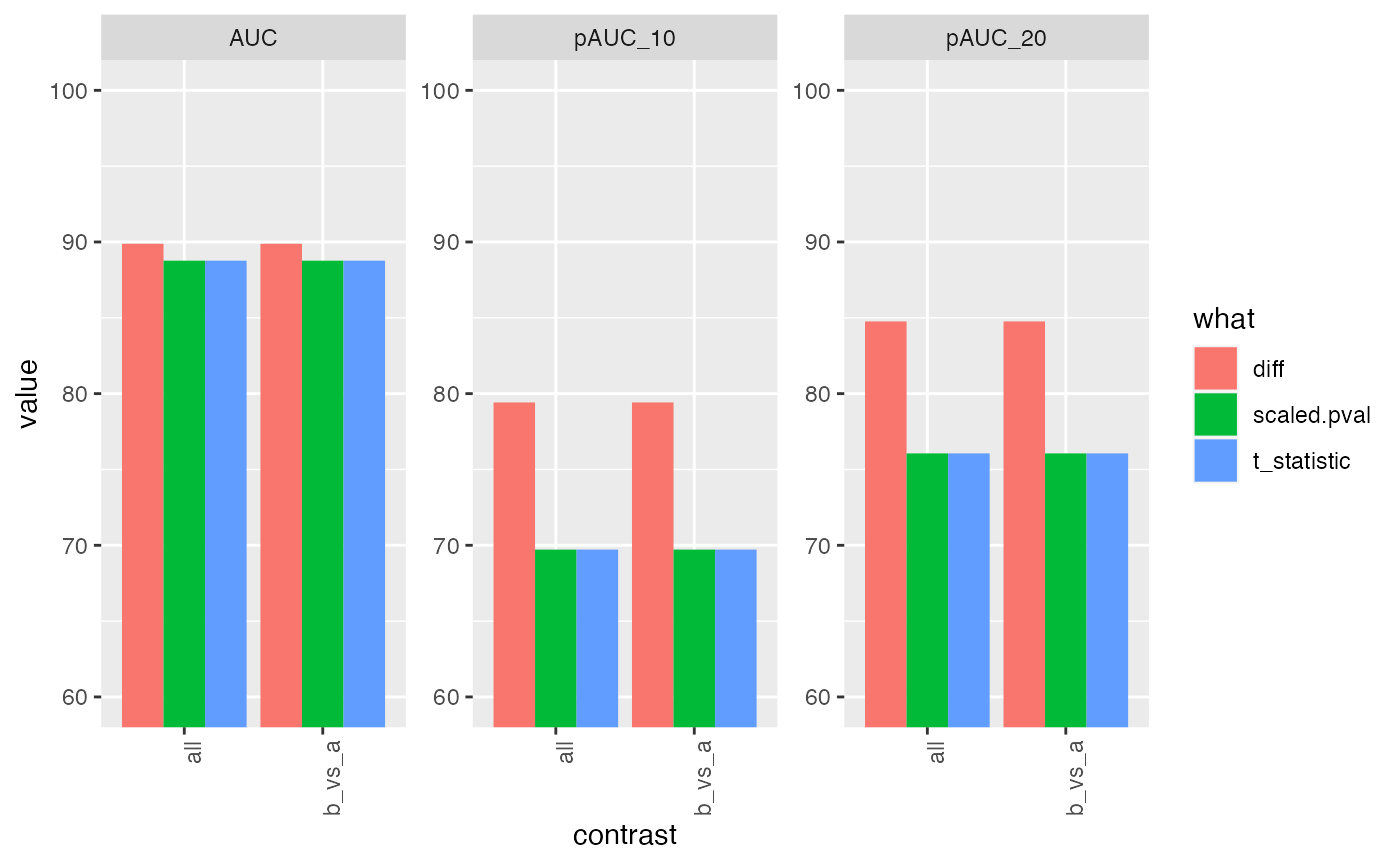 AUC
pAUC_10
pAUC_20
100
90
80
70
60
100
90
80
70
60
100
90
80
70
60
value
all
b_vs_a
all
b_vs_a
all
b_vs_a
contrast
what
diff
scaled.pval
t_statistic